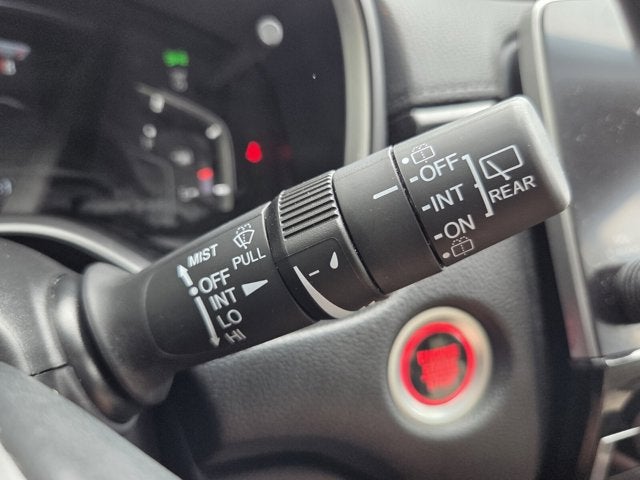 MIST
OFF
INT
LO
HI
PULL
OFF
INT
ON
REAR